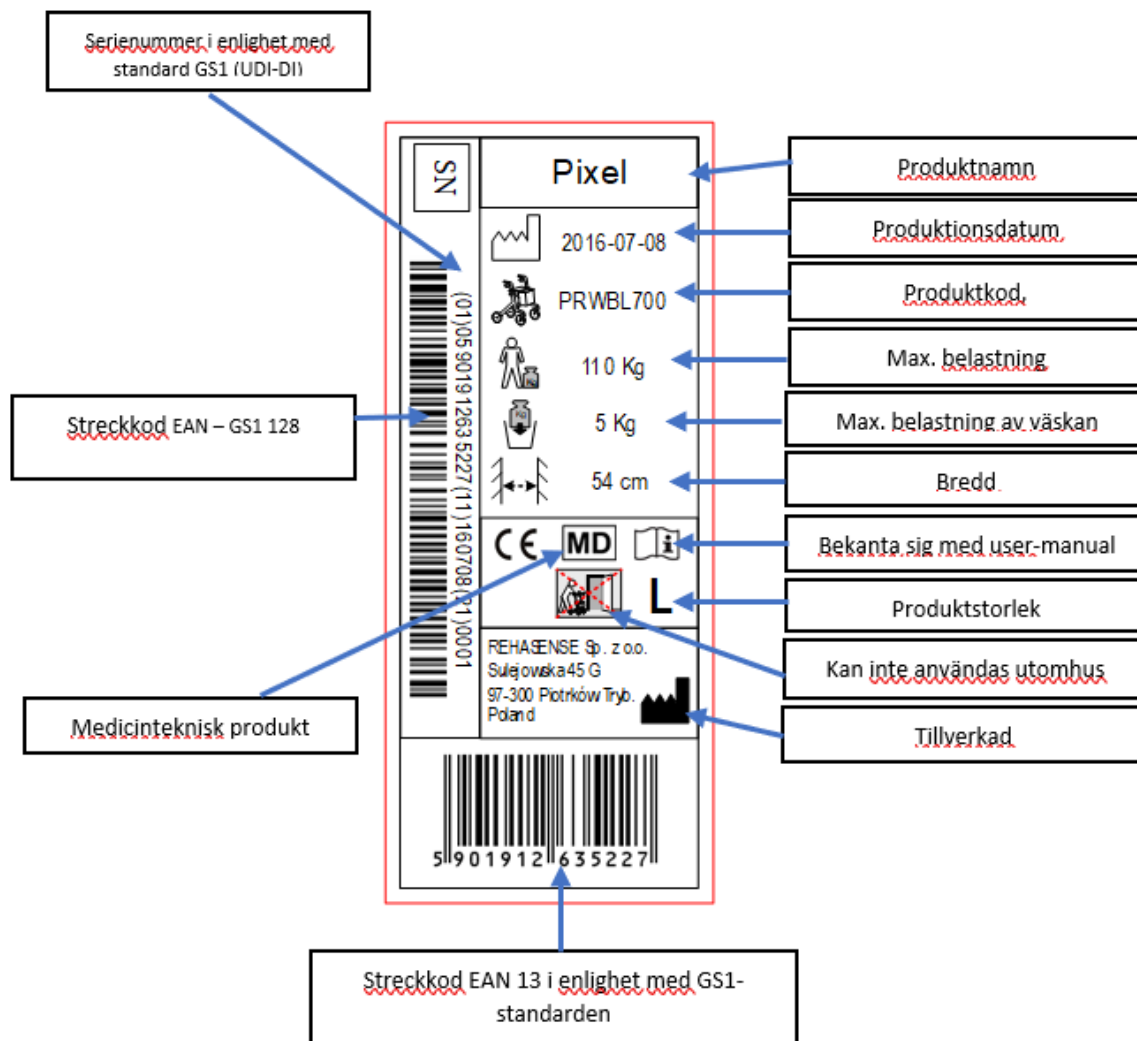 Serienummer i enlighet med
standard GS1 (UDI-DI)
SN
Pixel
Produktnamn
2016-07-08
Produktionsdatum
PRWBL700
Produktkod,
110 Kg
Max. belastning
(01)05901912635227(11)160708(21)0001
Streckkod EAN – GS1 128
5 Kg
Max. belastning av väskan
54 cm
Bredd
CE MD i
Bekanta sig med user-manual
L
Produktstorlek
REHASENSE Sp. z o.o.
Sulejowska 45 G
97-300 Piotrków Tryb.
Poland
Kan inte användas utomhus
Medicinteknisk produkt
Tillverkad
5 901912 635227
Streckkod EAN 13 i enlighet med GS1-
standarden